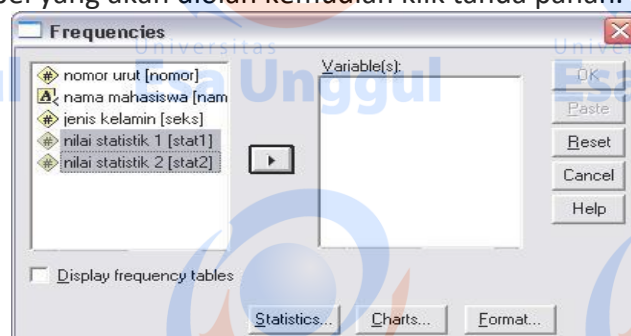 bel yang akan diolah kemudian klik tanda panah.
Frequencies
Universitas
Esa Unggul
nomor urut [nomor]
nama mahasiswa [nam
jenis kelamin [seks]
nilai statistik 1 [stat1]
nilai statistik 2 [stat2]
Variable(s):
OK
Paste
Reset
Cancel
Help
Display frequency tables
Statistics...
Charts...
Format...